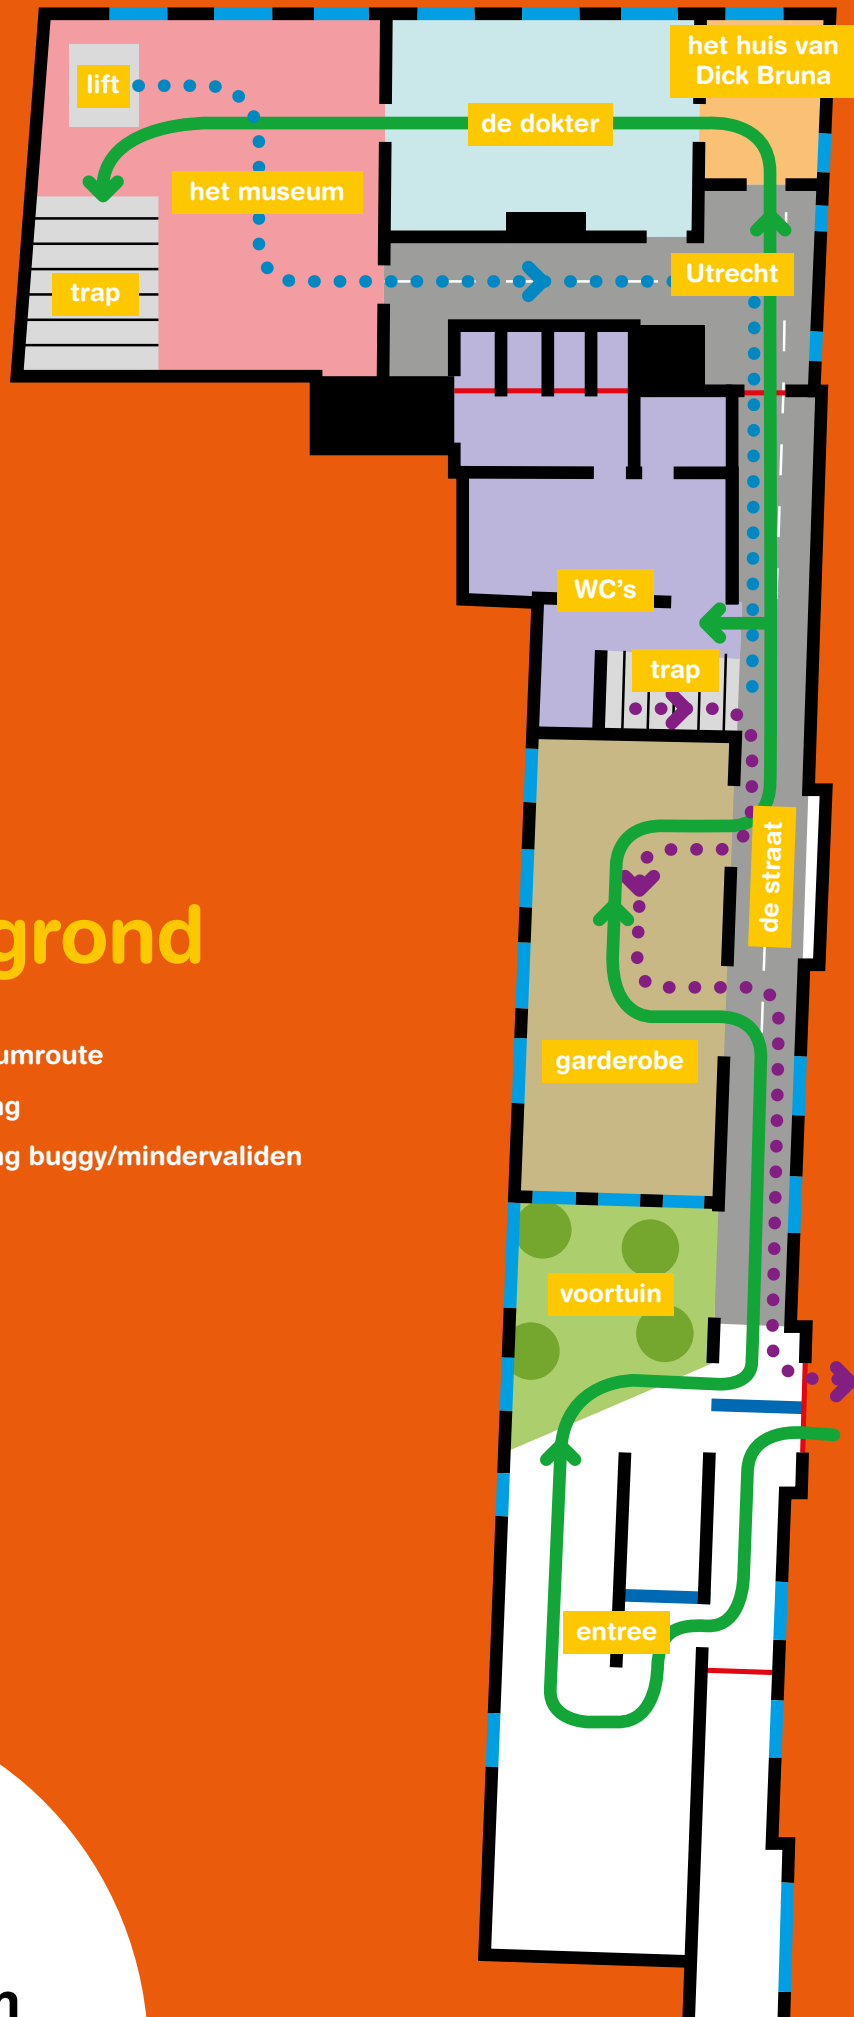 het huis van
Dick Bruna
lift
de dokter
het museum
Utrecht
trap
WC's
trap
de straat
grond
umroute
garderobe
ng
ng buggy/mindervaliden
voortuin
entree
n